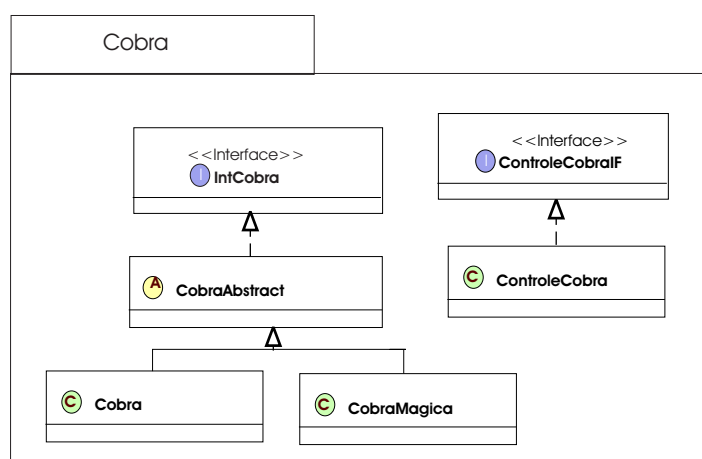 Cobra
<<Interface>>
I IntCobra
<<Interface>>
I ControleCobraIF
A CobraAbstract
C ControleCobra
C Cobra
C CobraMagica